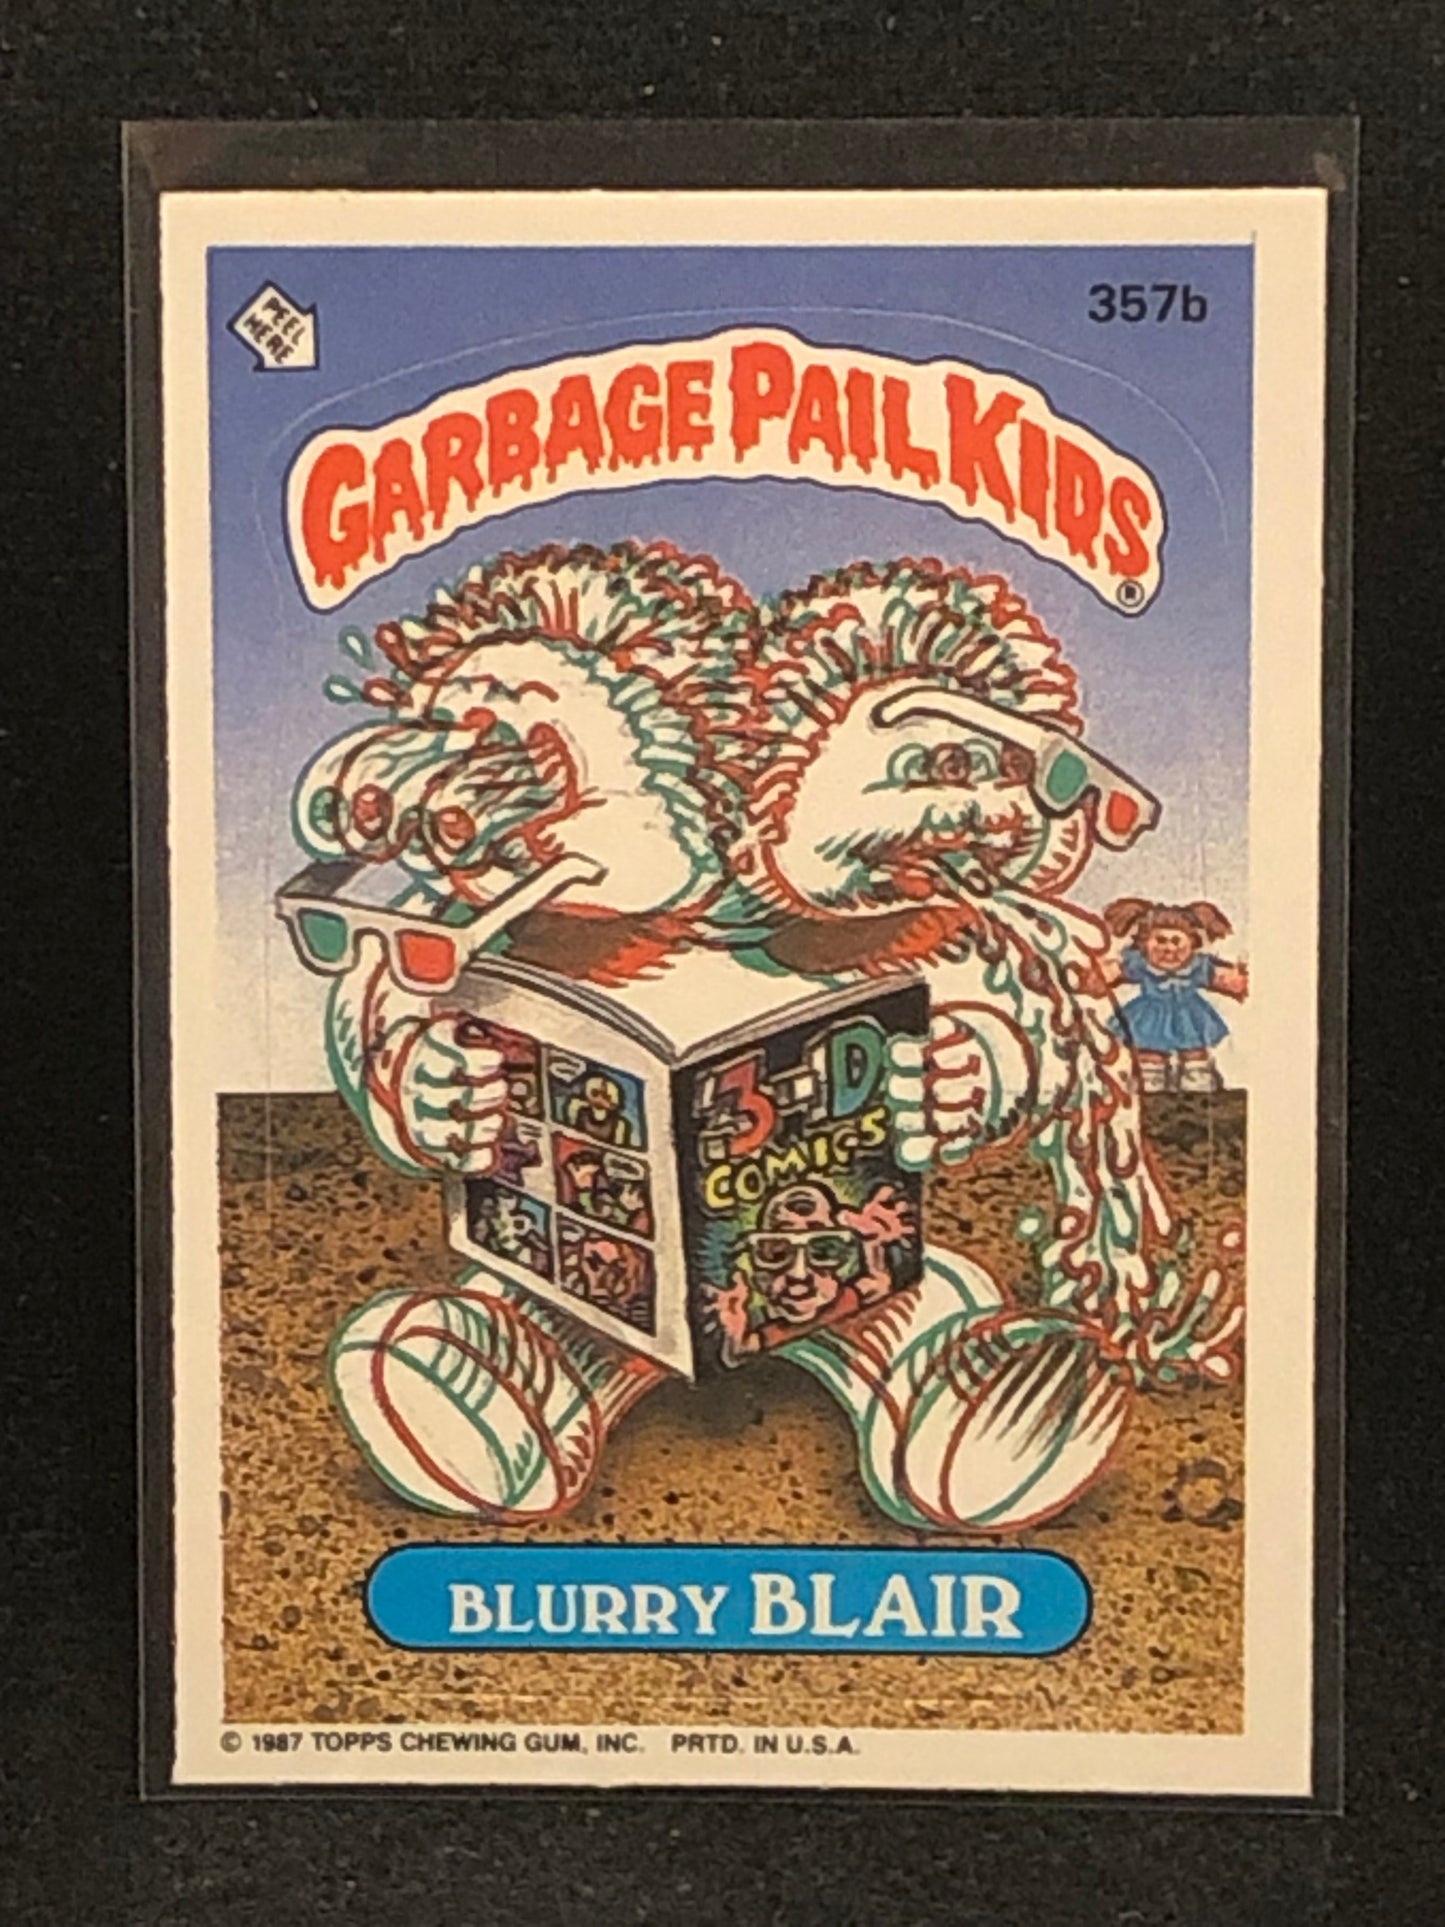 PEEL
HERE
357b
GARBAGE PAIL KIDS
®
3-D
COMICS
BLURRY BLAIR
© 1987 TOPPS CHEWING GUM, INC. PRTD. IN U.S.A.